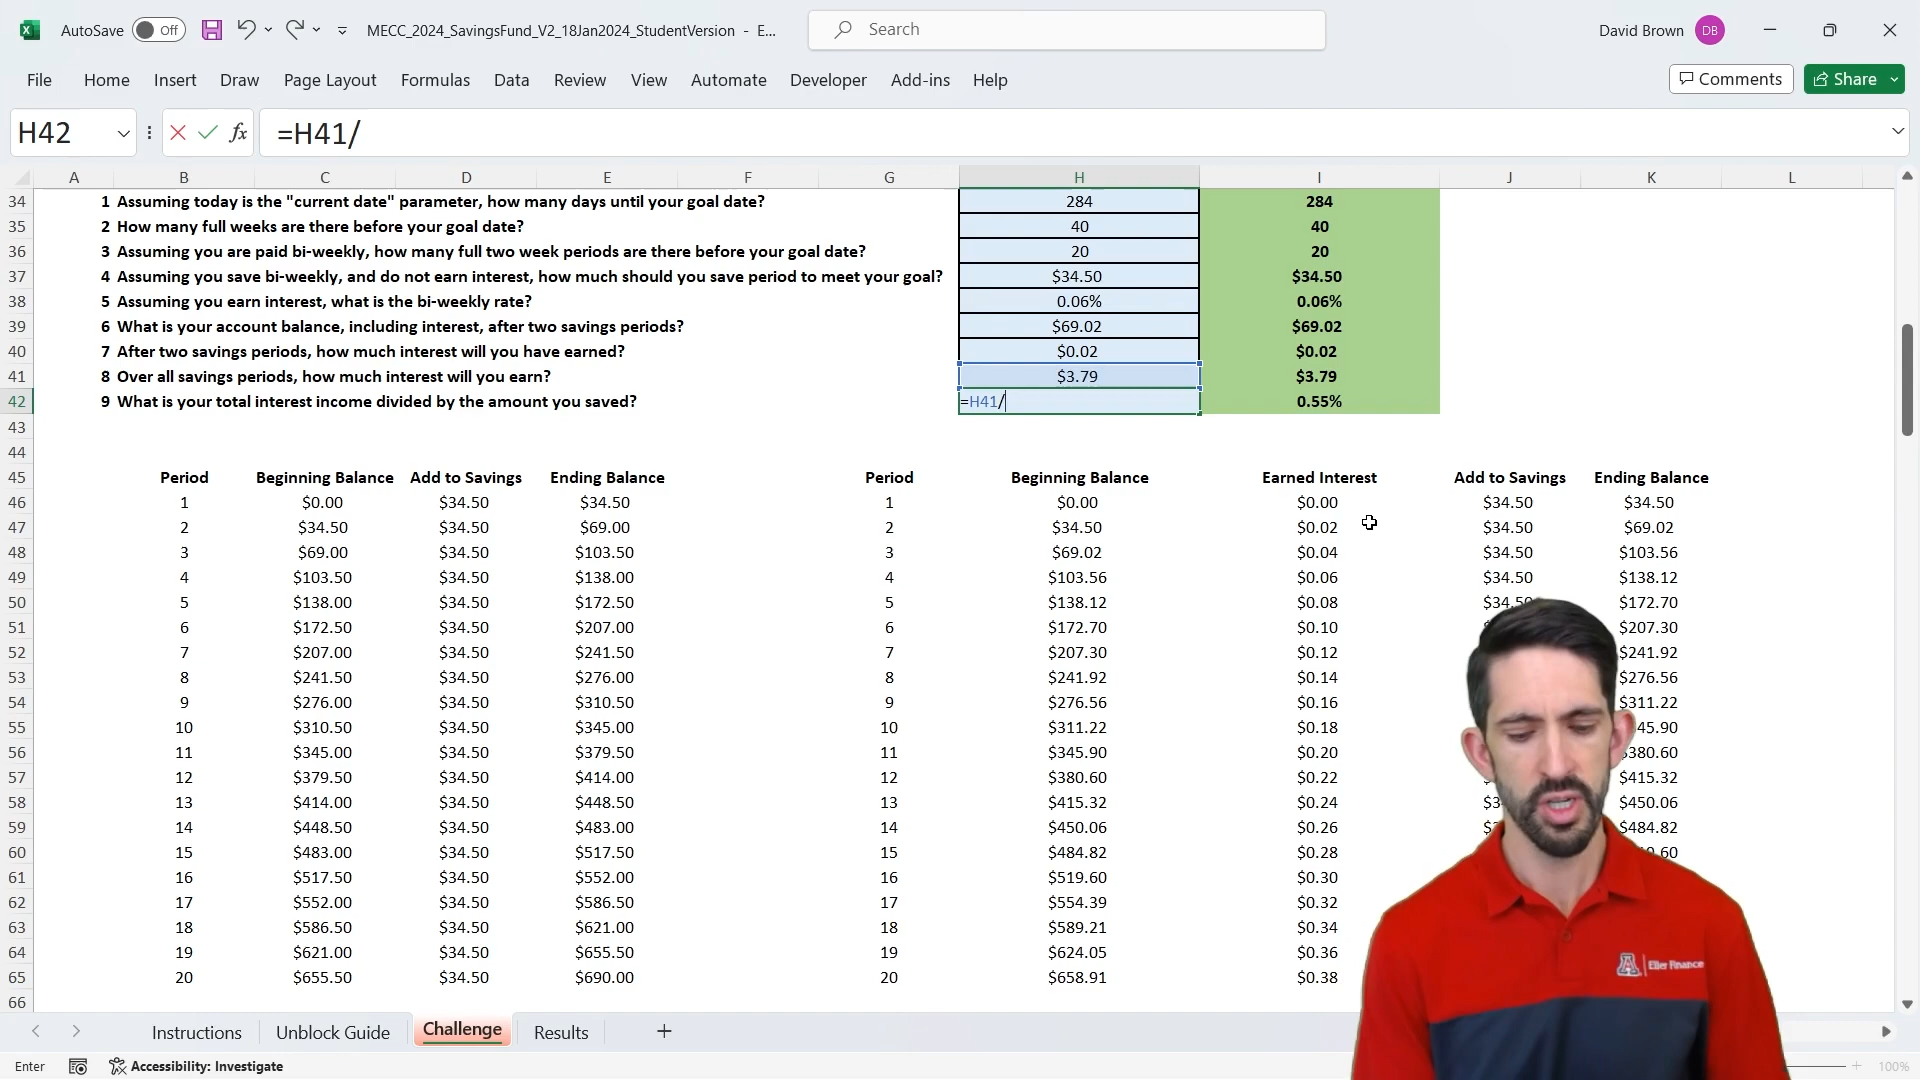 AutoSave Off MECC_2024_SavingsFund_V2_18Jan2024_StudentVersion - E... Search David Brown DB
File Home Insert Draw Page Layout Formulas Data Review View Automate Developer Add-ins Help Comments Share
H42 fx =H41/
A B C D E F G H I J K L
34 1 Assuming today is the "current date" parameter, how many days until your goal date? 284 284
35 2 How many full weeks are there before your goal date? 40 40
36 3 Assuming you are paid bi-weekly, how many full two week periods are there before your goal date? 20 20
37 4 Assuming you save bi-weekly, and do not earn interest, how much should you save period to meet your goal? $34.50 $34.50
38 5 Assuming you earn interest, what is the bi-weekly rate? 0.06% 0.06%
39 6 What is your account balance, including interest, after two savings periods? $69.02 $69.02
40 7 After two savings periods, how much interest will you have earned? $0.02 $0.02
41 8 Over all savings periods, how much interest will you earn? $3.79 $3.79
42 9 What is your total interest income divided by the amount you saved? =H41/ 0.55%
43
44
45 Period Beginning Balance Add to Savings Ending Balance Period Beginning Balance Earned Interest Add to Savings Ending Balance
46 1 $0.00 $34.50 $34.50 1 $0.00 $0.00 $34.50 $34.50
47 2 $34.50 $34.50 $69.00 2 $34.50 $0.02 $34.50 $69.02
48 3 $69.00 $34.50 $103.50 3 $69.02 $0.04 $34.50 $103.56
49 4 $103.50 $34.50 $138.00 4 $103.56 $0.06 $34.50 $138.12
50 5 $138.00 $34.50 $172.50 5 $138.12 $0.08 $34.50 $172.70
51 6 $172.50 $34.50 $207.00 6 $172.70 $0.10 $207.30
52 7 $207.00 $34.50 $241.50 7 $207.30 $0.12 $241.92
53 8 $241.50 $34.50 $276.00 8 $241.92 $0.14 $276.56
54 9 $276.00 $34.50 $310.50 9 $276.56 $0.16 $311.22
55 10 $310.50 $34.50 $345.00 10 $311.22 $0.18 45.90
56 11 $345.00 $34.50 $379.50 11 $345.90 $0.20 $380.60
57 12 $379.50 $34.50 $414.00 12 $380.60 $0.22 $415.32
58 13 $414.00 $34.50 $448.50 13 $415.32 $0.24 $450.06
59 14 $448.50 $34.50 $483.00 14 $450.06 $0.26 $484.82
60 15 $483.00 $34.50 $517.50 15 $484.82 $0.28
61 16 $517.50 $34.50 $552.00 16 $519.60 $0.30
62 17 $552.00 $34.50 $586.50 17 $554.39 $0.32
63 18 $586.50 $34.50 $621.00 18 $589.21 $0.34
64 19 $621.00 $34.50 $655.50 19 $624.05 $0.36
65 20 $655.50 $34.50 $690.00 20 $658.91 $0.38
66
A Eller Finance
Instructions Unblock Guide Challenge Results
Enter Accessibility: Investigate 100%